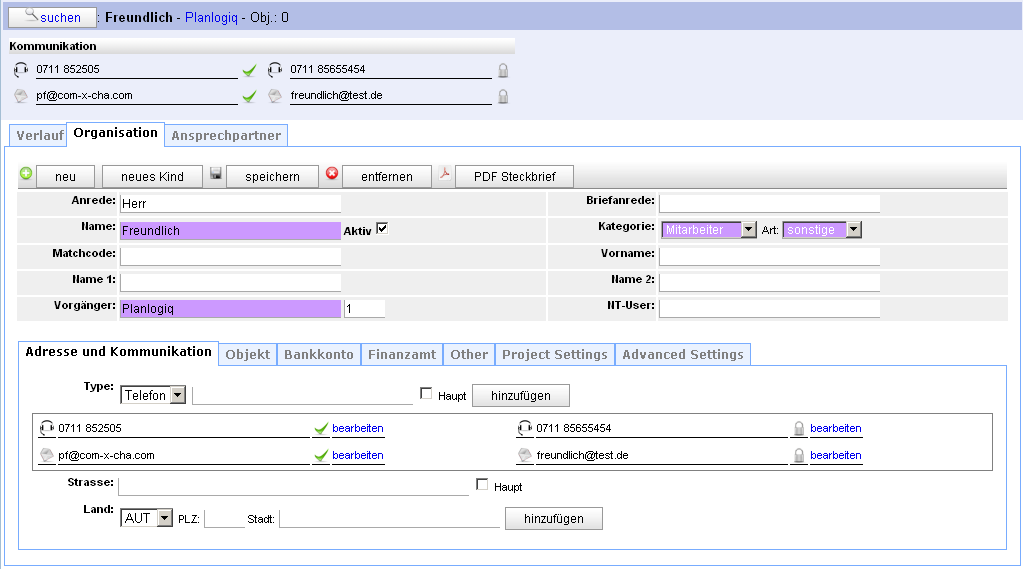 suchen : Freundlich - Planlogiq - Obj.: 0
Kommunikation
0711 852505 0711 85655454
pf@com-x-cha.com freundlich@test.de
Verlauf Organisation Ansprechpartner
neu neues Kind speichern entfernen PDF Steckbrief
Anrede: Herr Briefanrede:
Name: Freundlich Aktiv Kategorie: Mitarbeiter Art: sonstige
Matchcode: Vorname:
Name 1: Name 2:
Vorgänger: Planlogiq 1 NT-User:
Adresse und Kommunikation Objekt Bankkonto Finanzamt Other Project Settings Advanced Settings
Type: Telefon Haupt hinzufügen
0711 852505 bearbeiten 0711 85655454 bearbeiten
pf@com-x-cha.com bearbeiten freundlich@test.de bearbeiten
Strasse: Haupt
Land: AUT PLZ: Stadt: hinzufügen